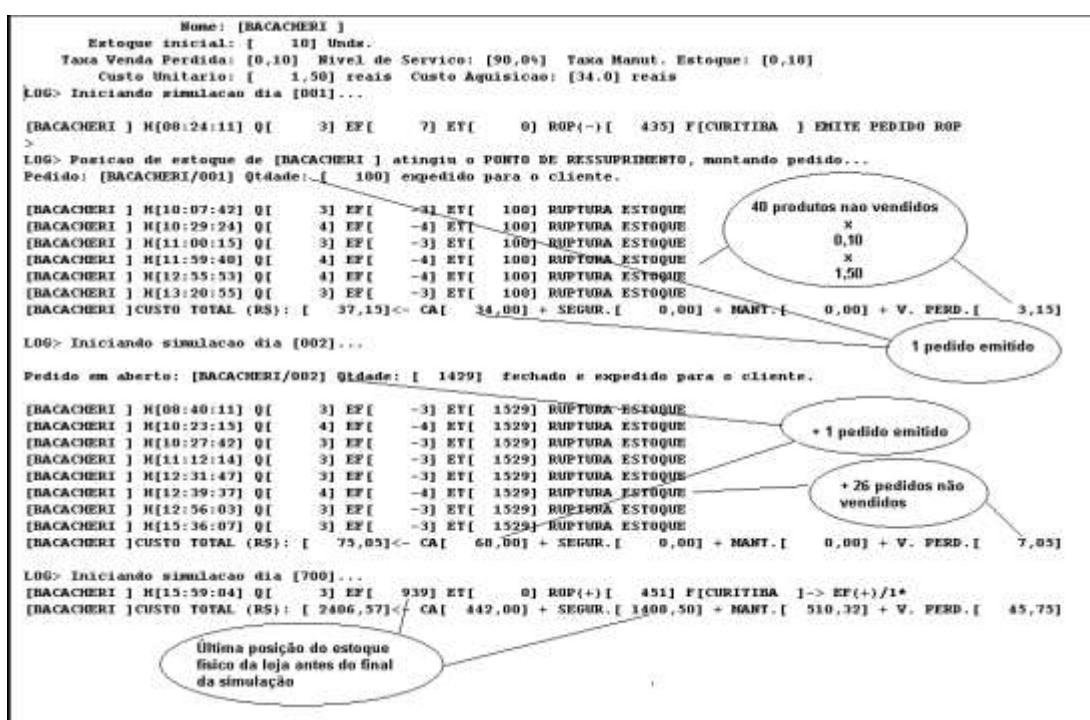 Nome: [BACACHERI ]
Estoque inicial: [ 10] Unds.
Taxa Venda Perdida: [0,10] Nivel de Servico: [90,0%] Taxa Manut. Estoque: [0,18]
Custo Unitario: [ 1,50] reais Custo Aquisicao: [34.0] reais
LOG> Iniciando simulacao dia [001]...
[BACACHERI ] H[08:24:11] Q[ 3] EF[ 7] ET[ 0] ROP(-)[ 435] F[CURITIBA ] EMITE PEDIDO ROP
>
LOG> Posicao de estoque de [BACACHERI ] atingiu o PONTO DE RESSUPRIMENTO, montando pedido...
Pedido: [BACACHERI/001] Qtdade: [ 100] expedido para o cliente.
[BACACHERI ] H[10:07:42] Q[ 3] EF[ -3] ET[ 100] RUPTURA ESTOQUE
[BACACHERI ] H[10:29:24] Q[ 4] EF[ -4] ET[ 100] RUPTURA ESTOQUE
[BACACHERI ] H[11:00:15] Q[ 3] EF[ -3] ET[ 100] RUPTURA ESTOQUE
[BACACHERI ] H[11:59:40] Q[ 4] EF[ -4] ET[ 100] RUPTURA ESTOQUE
[BACACHERI ] H[12:55:53] Q[ 4] EF[ -4] ET[ 100] RUPTURA ESTOQUE
[BACACHERI ] H[13:20:55] Q[ 3] EF[ -3] ET[ 100] RUPTURA ESTOQUE
[BACACHERI ]CUSTO TOTAL (R$): [ 37,15]<- CA[ 34,00] + SEGUR.[ 0,00] + MANT.[ 0,00] + V. PERD.[ 3,15]
40 produtos nao vendidos
x
0,10
x
1,50
1 pedido emitido
LOG> Iniciando simulacao dia [002]...
Pedido em aberto: [BACACHERI/002] Qtdade: [ 1429] fechado e expedido para o cliente.
[BACACHERI ] H[08:40:11] Q[ 3] EF[ -3] ET[ 1529] RUPTURA ESTOQUE
[BACACHERI ] H[10:23:15] Q[ 4] EF[ -4] ET[ 1529] RUPTURA ESTOQUE
[BACACHERI ] H[10:27:42] Q[ 3] EF[ -3] ET[ 1529] RUPTURA ESTOQUE
[BACACHERI ] H[11:12:14] Q[ 3] EF[ -3] ET[ 1529] RUPTURA ESTOQUE
[BACACHERI ] H[12:31:47] Q[ 3] EF[ -3] ET[ 1529] RUPTURA ESTOQUE
[BACACHERI ] H[12:39:37] Q[ 4] EF[ -4] ET[ 1529] RUPTURA ESTOQUE
[BACACHERI ] H[12:56:03] Q[ 3] EF[ -3] ET[ 1529] RUPTURA ESTOQUE
[BACACHERI ] H[15:36:07] Q[ 3] EF[ -3] ET[ 1529] RUPTURA ESTOQUE
[BACACHERI ]CUSTO TOTAL (R$): [ 75,05]<- CA[ 68,00] + SEGUR.[ 0,00] + MANT.[ 0,00] + V. PERD.[ 7,05]
+ 1 pedido emitido
+ 26 pedidos não
vendidos
LOG> Iniciando simulacao dia [700]...
[BACACHERI ] H[15:59:04] Q[ 3] EF[ 939] ET[ 0] ROP(+)[ 451] F[CURITIBA ]-> EF(+)/1*
[BACACHERI ]CUSTO TOTAL (R$): [ 2406,57]<- CA[ 442,00] + SEGUR.[ 1408,50] + MANT.[ 510,32] + V. PERD.[ 45,75]
Última posição do estoque
físico da loja antes do final
da simulação